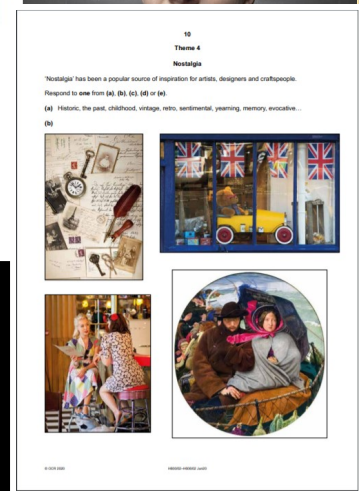 10
Theme 4
Nostalgia
'Nostalgia' has been a popular source of inspiration for artists, designers and craftspeople.
Respond to one from (a), (b), (c), (d) or (e).
(a) Historic, the past, childhood, vintage, retro, sentimental, yearning, memory, evocative…
(b)